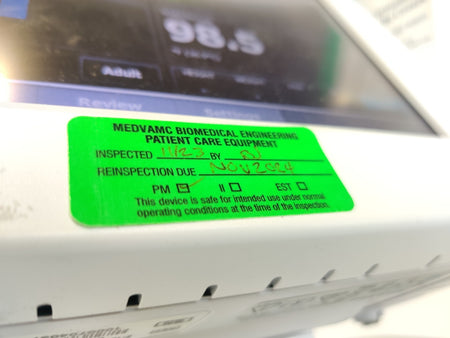 98.5
Adult
Review Settings
MEDVAMC BIOMEDICAL ENGINEERING
PATIENT CARE EQUIPMENT
INSPECTED 11/23 BY
REINSPECTION DUE NOV 2024
PM II EST
This device is safe for intended use under normal
operating conditions at the time of the inspection.